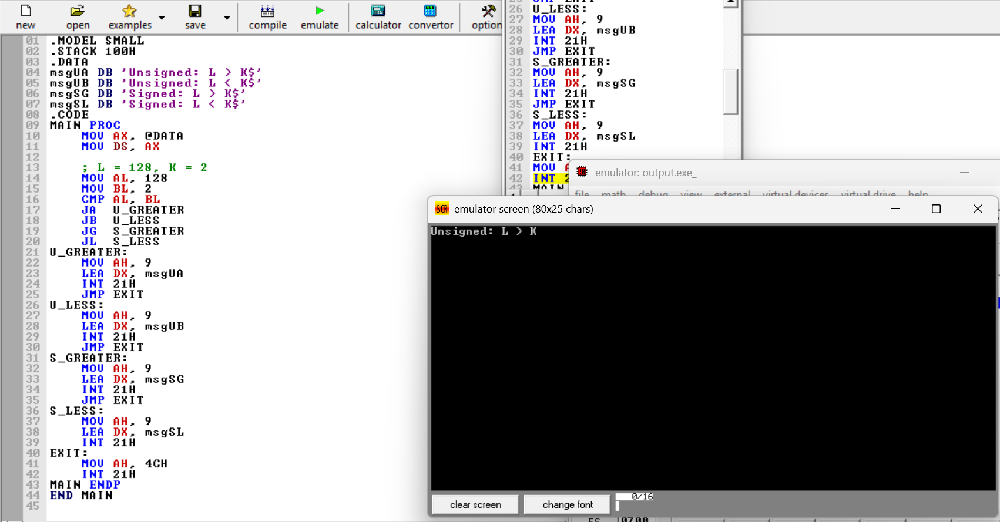 new open examples save compile emulate calculator convertor option
01 .MODEL SMALL
02 .STACK 100H
03 .DATA
04 msgUA DB 'Unsigned: L > K$'
05 msgUB DB 'Unsigned: L < K$'
06 msgSG DB 'Signed: L > K$'
07 msgSL DB 'Signed: L < K$'
08 .CODE
09 MAIN PROC
10 MOV AX, @DATA
11 MOV DS, AX
12
13 ; L = 128, K = 2
14 MOV AL, 128
15 MOV BL, 2
16 CMP AL, BL
17 JA U_GREATER
18 JB U_LESS
19 JG S_GREATER
20 JL S_LESS
21 U_GREATER:
22 MOV AH, 9
23 LEA DX, msgUA
24 INT 21H
25 JMP EXIT
26 U_LESS:
27 MOV AH, 9
28 LEA DX, msgUB
29 INT 21H
30 JMP EXIT
31 S_GREATER:
32 MOV AH, 9
33 LEA DX, msgSG
34 INT 21H
35 JMP EXIT
36 S_LESS:
37 MOV AH, 9
38 LEA DX, msgSL
39 INT 21H
40 EXIT:
41 MOV AH, 4CH
42 INT 21H
43 MAIN ENDP
44 END MAIN
45
26 U_LESS:
27 MOV AH, 9
28 LEA DX, msgUB
29 INT 21H
30 JMP EXIT
31 S_GREATER:
32 MOV AH, 9
33 LEA DX, msgSG
34 INT 21H
35 JMP EXIT
36 S_LESS:
37 MOV AH, 9
38 LEA DX, msgSL
39 INT 21H
40 EXIT:
41 MOV
42 INT 2
43 MAIN
emulator: output.exe_
file math debug view external virtual devices virtual drive help
SCR emulator screen (80x25 chars)
Unsigned: L > K
clear screen change font 0/16
ES 0700